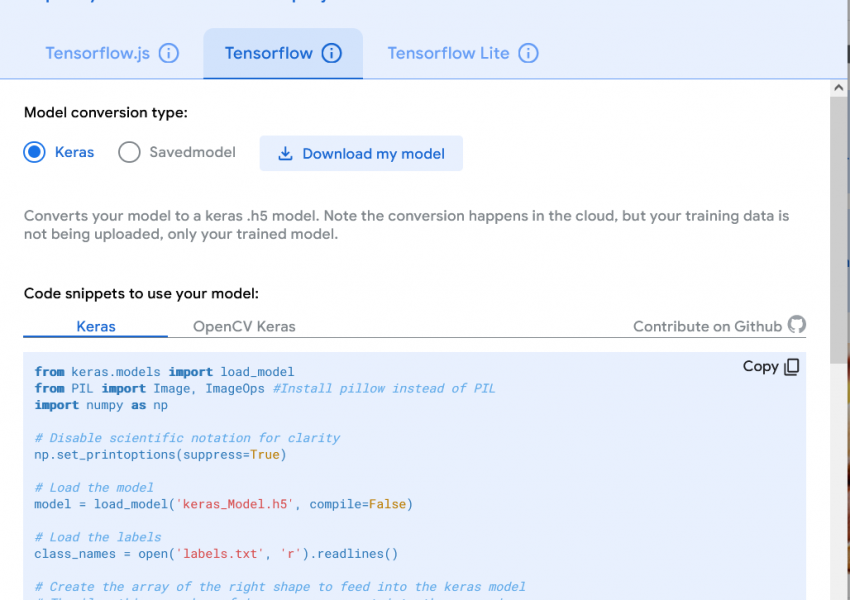 Tensorflow.js
Tensorflow
Tensorflow Lite
Model conversion type:
Keras
Savedmodel
Download my model
Converts your model to a keras .h5 model. Note the conversion happens in the cloud, but your training data is
not being uploaded, only your trained model.
Code snippets to use your model:
Keras
OpenCV Keras
Contribute on Github
Copy
from keras.models import load_model
from PIL import Image, ImageOps #Install pillow instead of PIL
import numpy as np
# Disable scientific notation for clarity
np.set_printoptions(suppress=True)
# Load the model
model = load_model('keras_Model.h5', compile=False)
# Load the labels
class_names = open('labels.txt', 'r').readlines()
# Create the array of the right shape to feed into the keras model